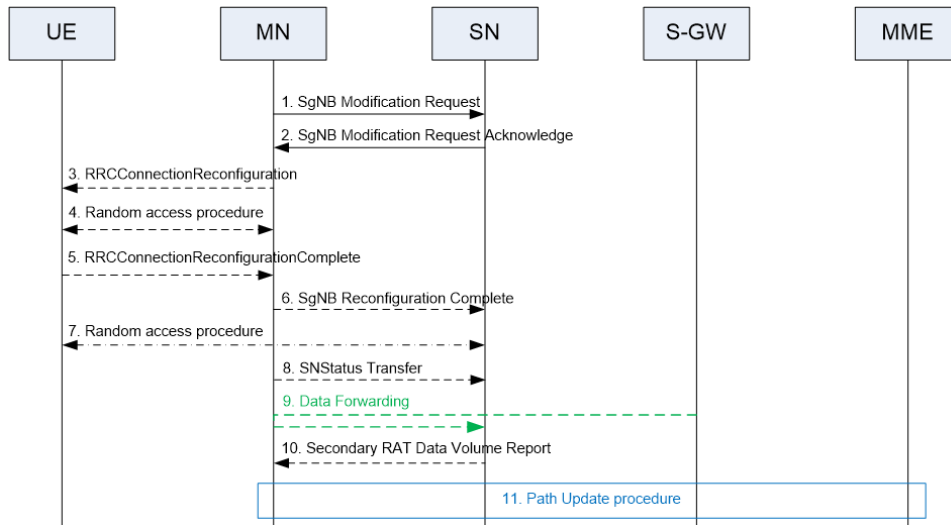 UE
MN
SN
S-GW
MME
1. SgNB Modification Request
2. SgNB Modification Request Acknowledge
3. RRCConnectionReconfiguration
4. Random access procedure
5. RRCConnectionReconfigurationComplete
6. SgNB Reconfiguration Complete
7. Random access procedure
8. SNStatus Transfer
9. Data Forwarding
10. Secondary RAT Data Volume Report
11. Path Update procedure